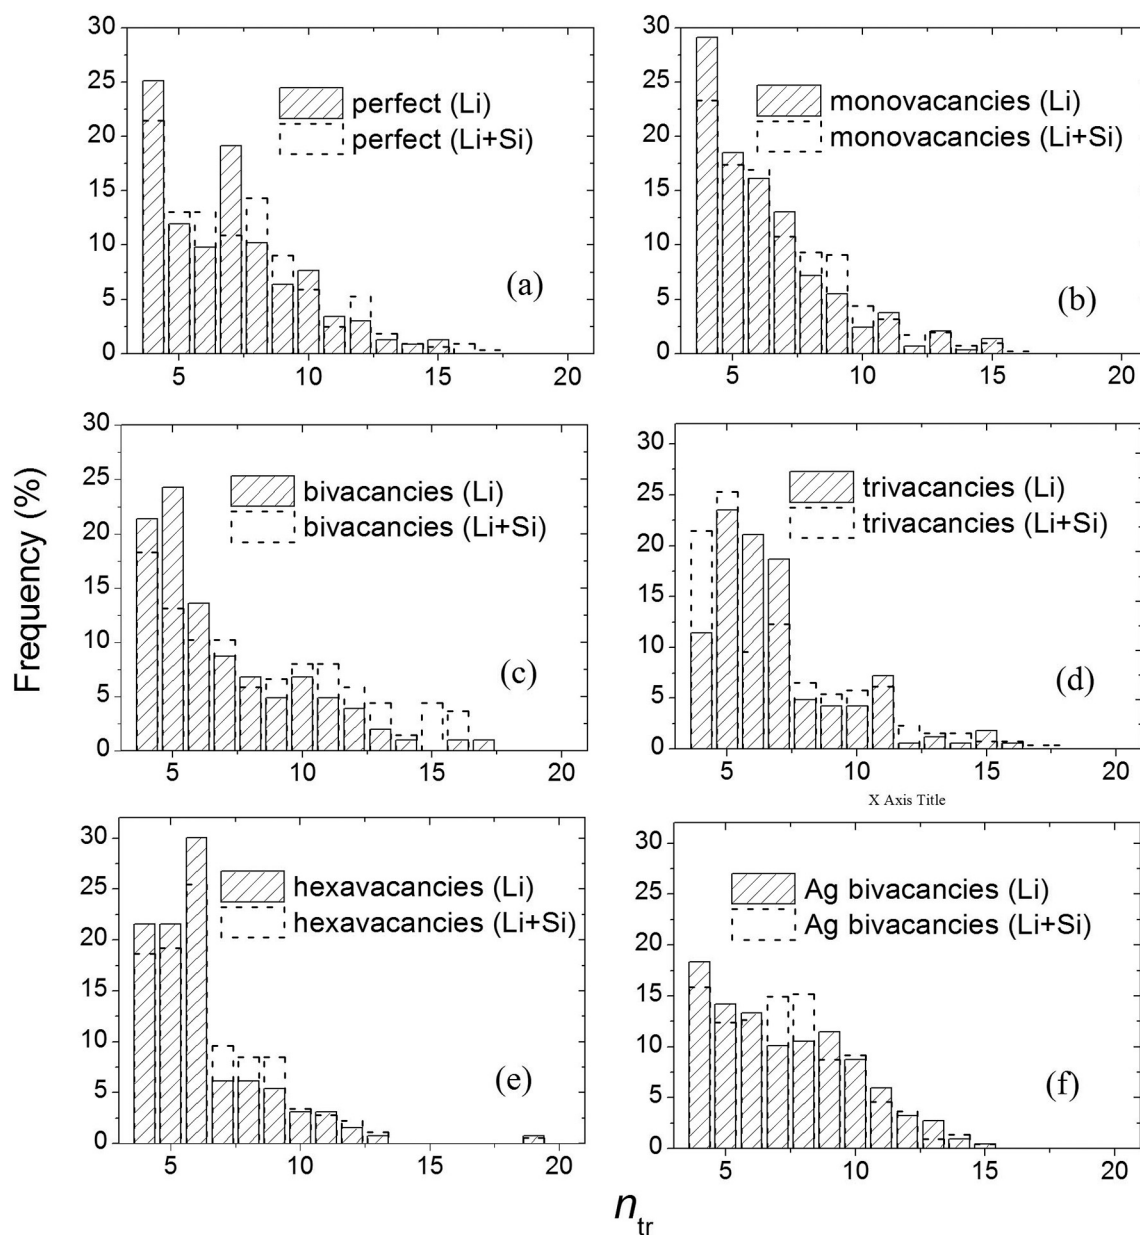 30
25
20
15
10
5
0
perfect (Li)
perfect (Li+Si)
(a)
5 10 15 20
30
25
20
15
10
5
0
monovacancies (Li)
monovacancies (Li+Si)
(b)
5 10 15 20
Frequency (%)
30
25
20
15
10
5
0
bivacancies (Li)
bivacancies (Li+Si)
(c)
5 10 15 20
30
25
20
15
10
5
0
trivacancies (Li)
trivacancies (Li+Si)
(d)
5 10 15 20
X Axis Title
30
25
20
15
10
5
0
hexavacancies (Li)
hexavacancies (Li+Si)
(e)
5 10 15 20
30
25
20
15
10
5
0
Ag bivacancies (Li)
Ag bivacancies (Li+Si)
(f)
5 10 15 20
n_tr